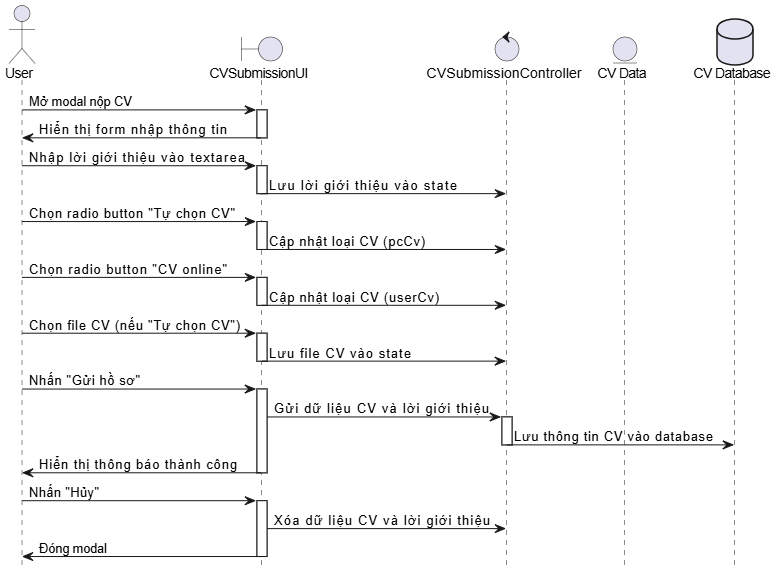 User
CVSubmissionUI
CVSubmissionController
CV Data
CV Database
Mở modal nộp CV
Hiển thị form nhập thông tin
Nhập lời giới thiệu vào textarea
Lưu lời giới thiệu vào state
Chọn radio button "Tự chọn CV"
Cập nhật loại CV (pcCv)
Chọn radio button "CV online"
Cập nhật loại CV (userCv)
Chọn file CV (nếu "Tự chọn CV")
Lưu file CV vào state
Nhấn "Gửi hồ sơ"
Gửi dữ liệu CV và lời giới thiệu
Lưu thông tin CV vào database
Hiển thị thông báo thành công
Nhấn "Hủy"
Xóa dữ liệu CV và lời giới thiệu
Đóng modal